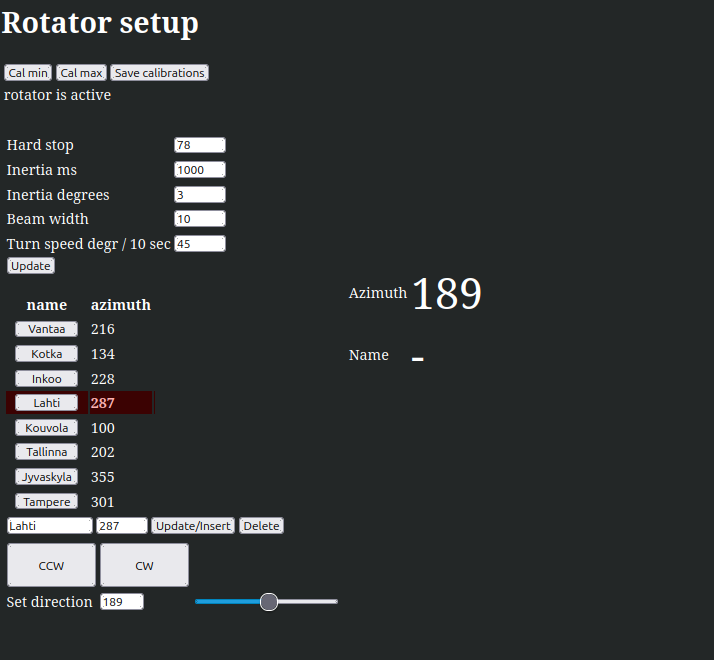 Rotator setup
Cal min Cal max Save calibrations
rotator is active
Hard stop 78
Inertia ms 1000
Inertia degrees 3
Beam width 10
Turn speed degr / 10 sec 45
Update
name azimuth
Vantaa 216
Kotka 134
Inkoo 228
Lahti 287
Kouvola 100
Tallinna 202
Jyvaskyla 355
Tampere 301
Lahti 287 Update/Insert Delete
CCW CW
Set direction 189
Azimuth 189
Name -